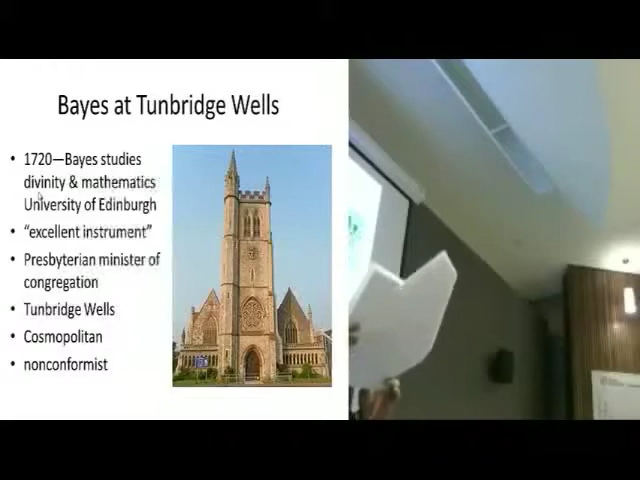 Bayes at Tunbridge Wells
• 1720—Bayes studies
divinity & mathematics
University of Edinburgh
• “excellent instrument”
• Presbyterian minister of
congregation
• Tunbridge Wells
• Cosmopolitan
• nonconformist